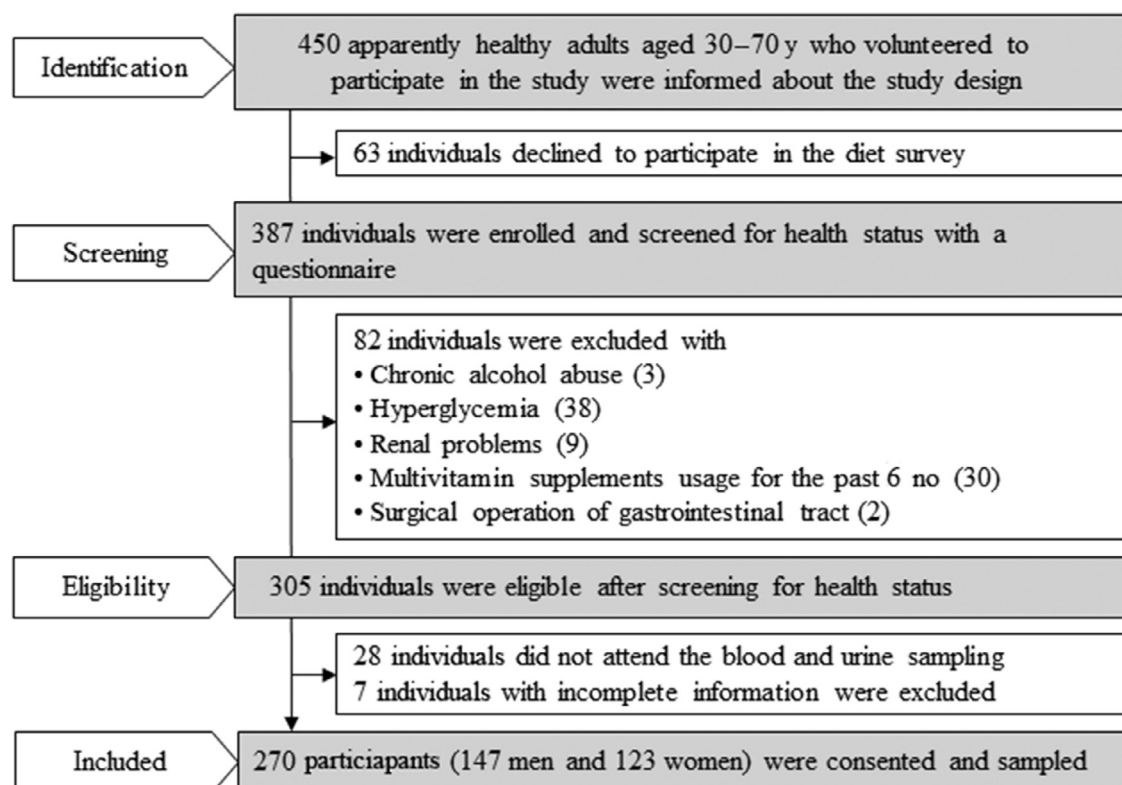 Identification
450 apparently healthy adults aged 30–70 y who volunteered to
participate in the study were informed about the study design
63 individuals declined to participate in the diet survey
Screening
387 individuals were enrolled and screened for health status with a
questionnaire
82 individuals were excluded with
• Chronic alcohol abuse (3)
• Hyperglycemia (38)
• Renal problems (9)
• Multivitamin supplements usage for the past 6 no (30)
• Surgical operation of gastrointestinal tract (2)
Eligibility
305 individuals were eligible after screening for health status
28 individuals did not attend the blood and urine sampling
7 individuals with incomplete information were excluded
Included
270 particiapants (147 men and 123 women) were consented and sampled